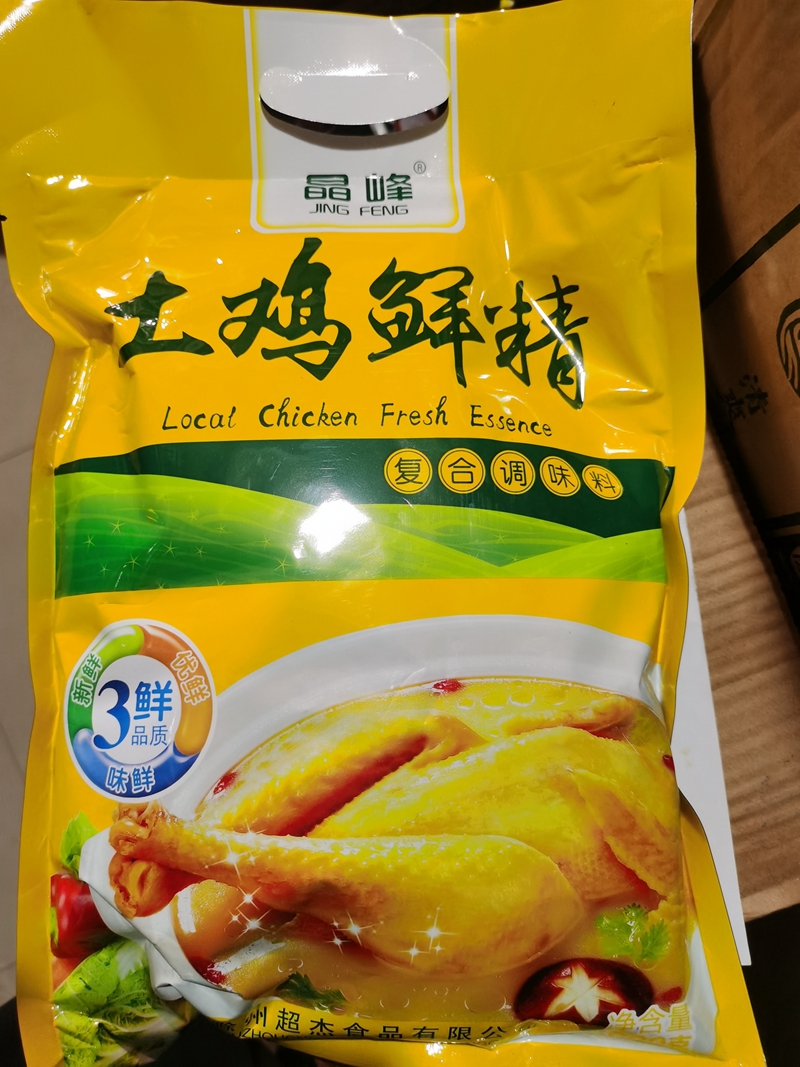 晶峰®
JING FENG
土鸡鲜精
Local Chicken Fresh Essence
复合调味料
新鲜
优鲜
3鲜
品质
味鲜
州超杰食品有限公
净含量